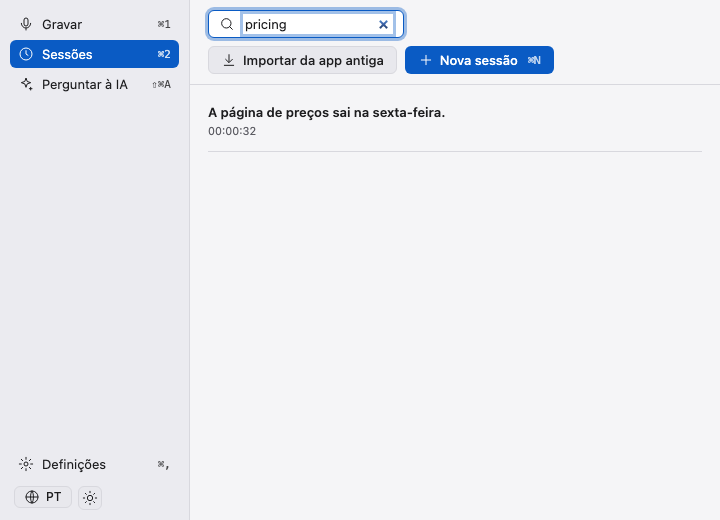 Gravar ⌘1
Sessões ⌘2
Perguntar à IA ⇧⌘A
Definições ⌘,
PT
pricing
Importar da app antiga
Nova sessão ⌘N
A página de preços sai na sexta-feira.
00:00:32